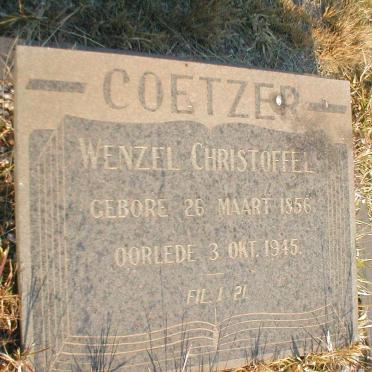 COETZER
WENZEL CHRISTOFFEL
GEBORE 26 MAART 1856
OORLEDE 3 OKT. 1945.
FIL. 1 21.